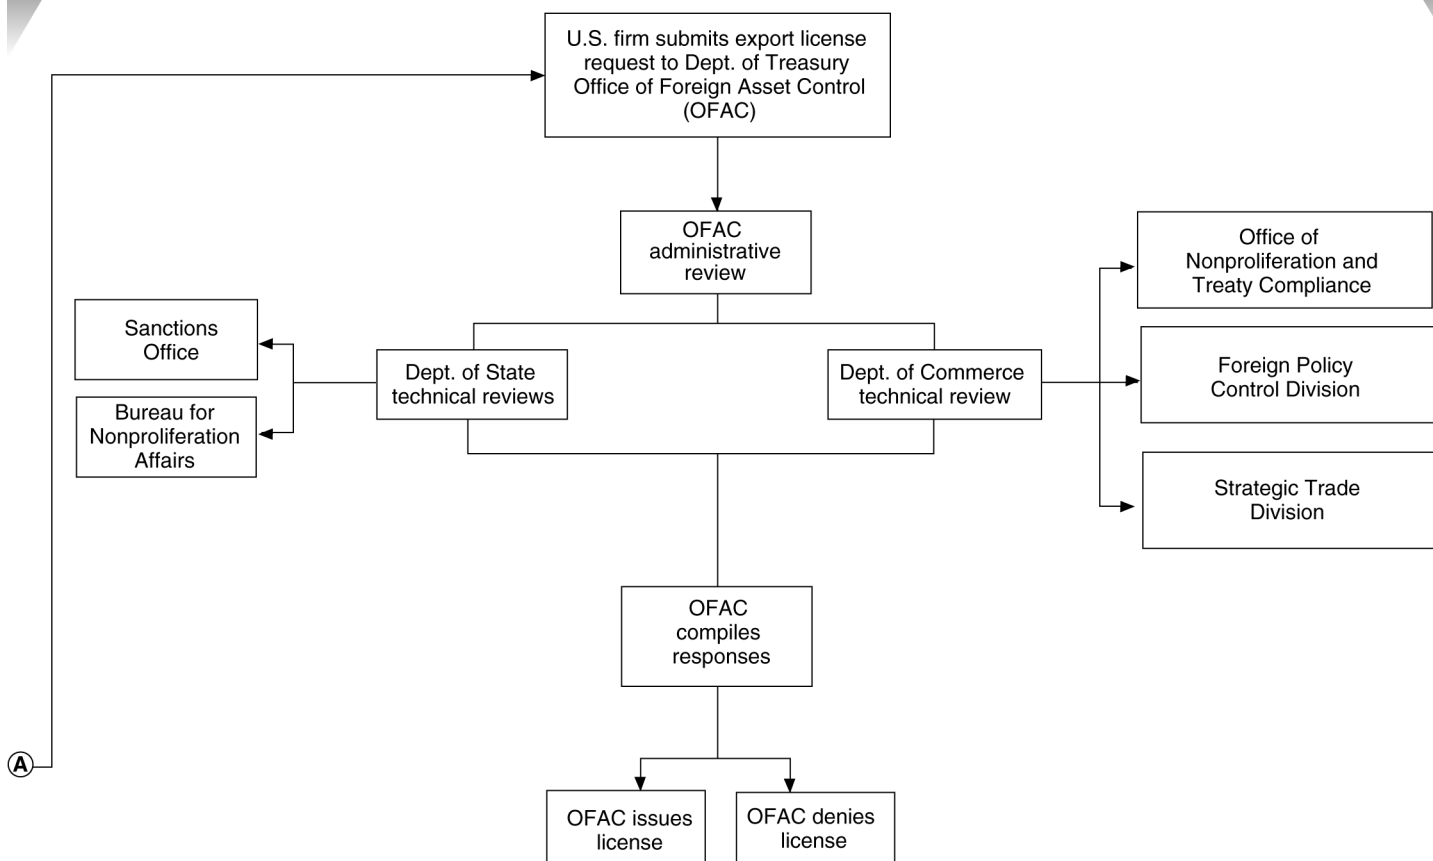 U.S. firm submits export license
request to Dept. of Treasury
Office of Foreign Asset Control
(OFAC)
OFAC
administrative
review
Office of
Nonproliferation and
Treaty Compliance
Sanctions
Office
Dept. of State
technical reviews
Dept. of Commerce
technical review
Foreign Policy
Control Division
Bureau for
Nonproliferation
Affairs
Strategic Trade
Division
OFAC
compiles
responses
A
OFAC issues
license
OFAC denies
license